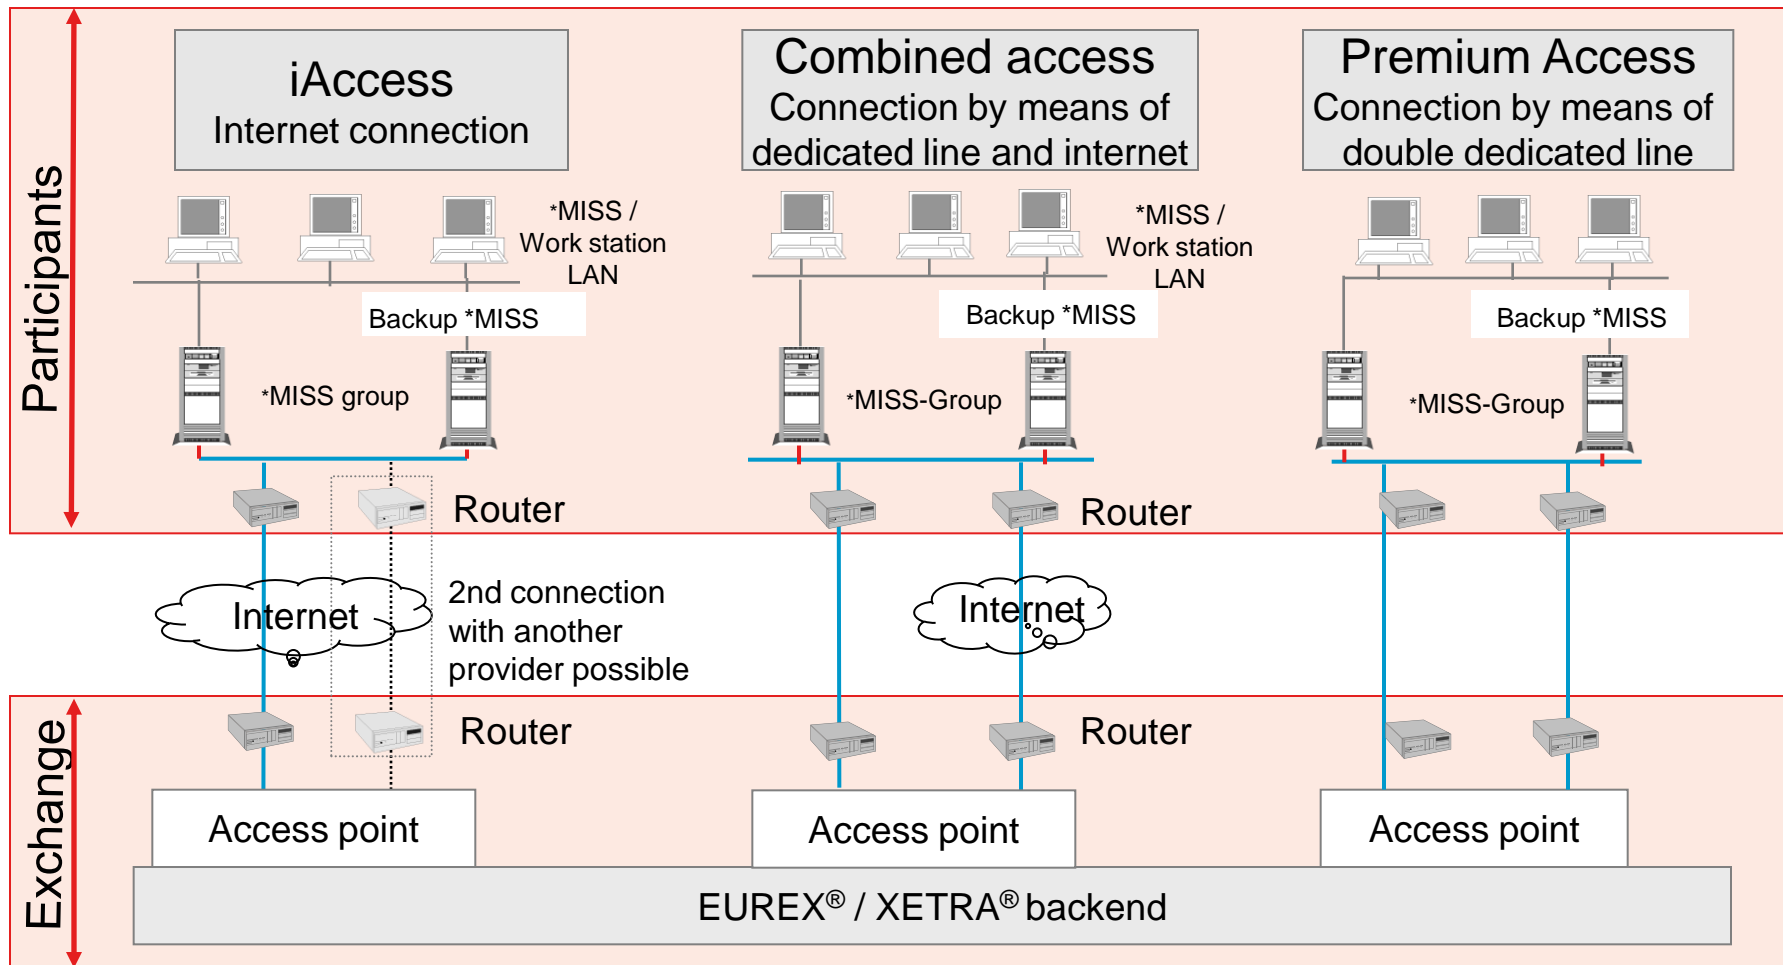 iAccess
Internet connection
Combined access
Connection by means of
dedicated line and internet
Premium Access
Connection by means of
double dedicated line
Participants
*MISS /
Work station
LAN
*MISS /
Work station
LAN
Backup *MISS
Backup *MISS
Backup *MISS
*MISS group
*MISS-Group
*MISS-Group
Router
Router
Internet
2nd connection
with another
provider possible
Internet
Exchange
Router
Router
Access point
Access point
Access point
EUREX® / XETRA® backend